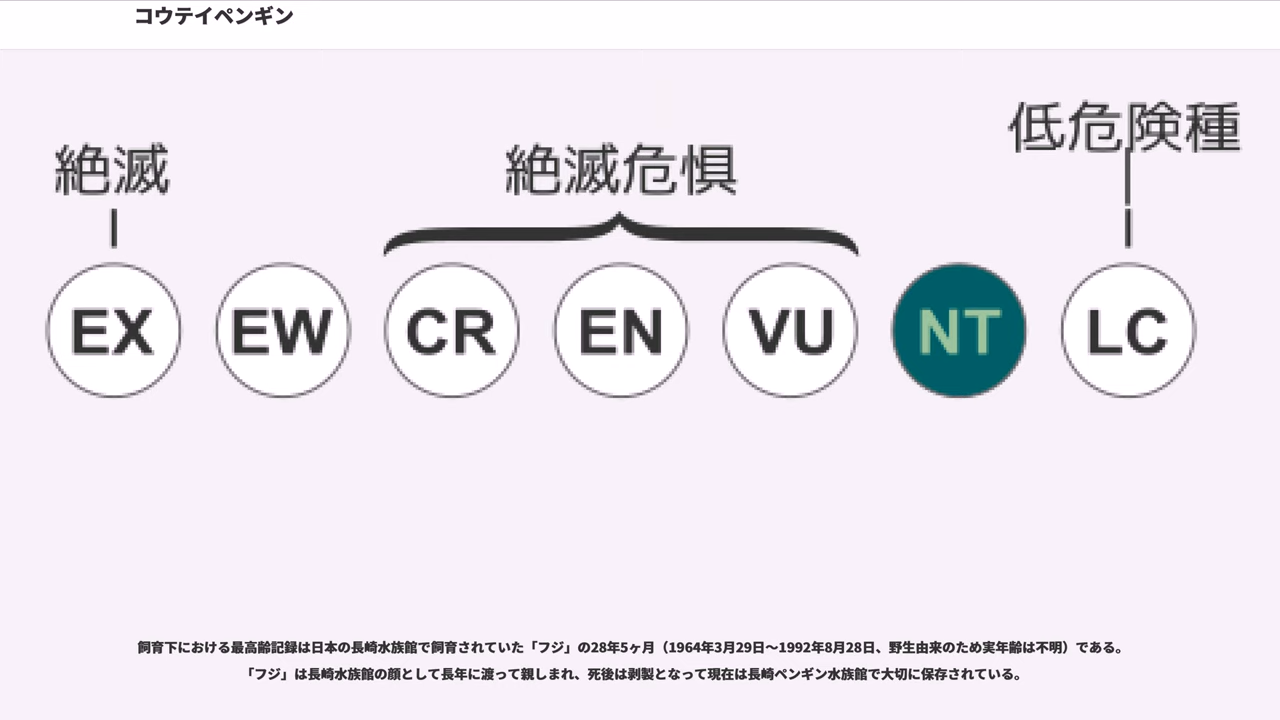 コウテイペンギン
低危険種
絶滅
絶滅危惧
EX EW CR EN VU NT LC
飼育下における最高齢記録は日本の長崎水族館で飼育されていた「フジ」の28年5ヶ月（1964年3月29日〜1992年8月28日、野生由来のため実年齢は不明）である。
「フジ」は長崎水族館の顔として長年に渡って親しまれ、死後は剥製となって現在は長崎ペンギン水族館で大切に保存されている。